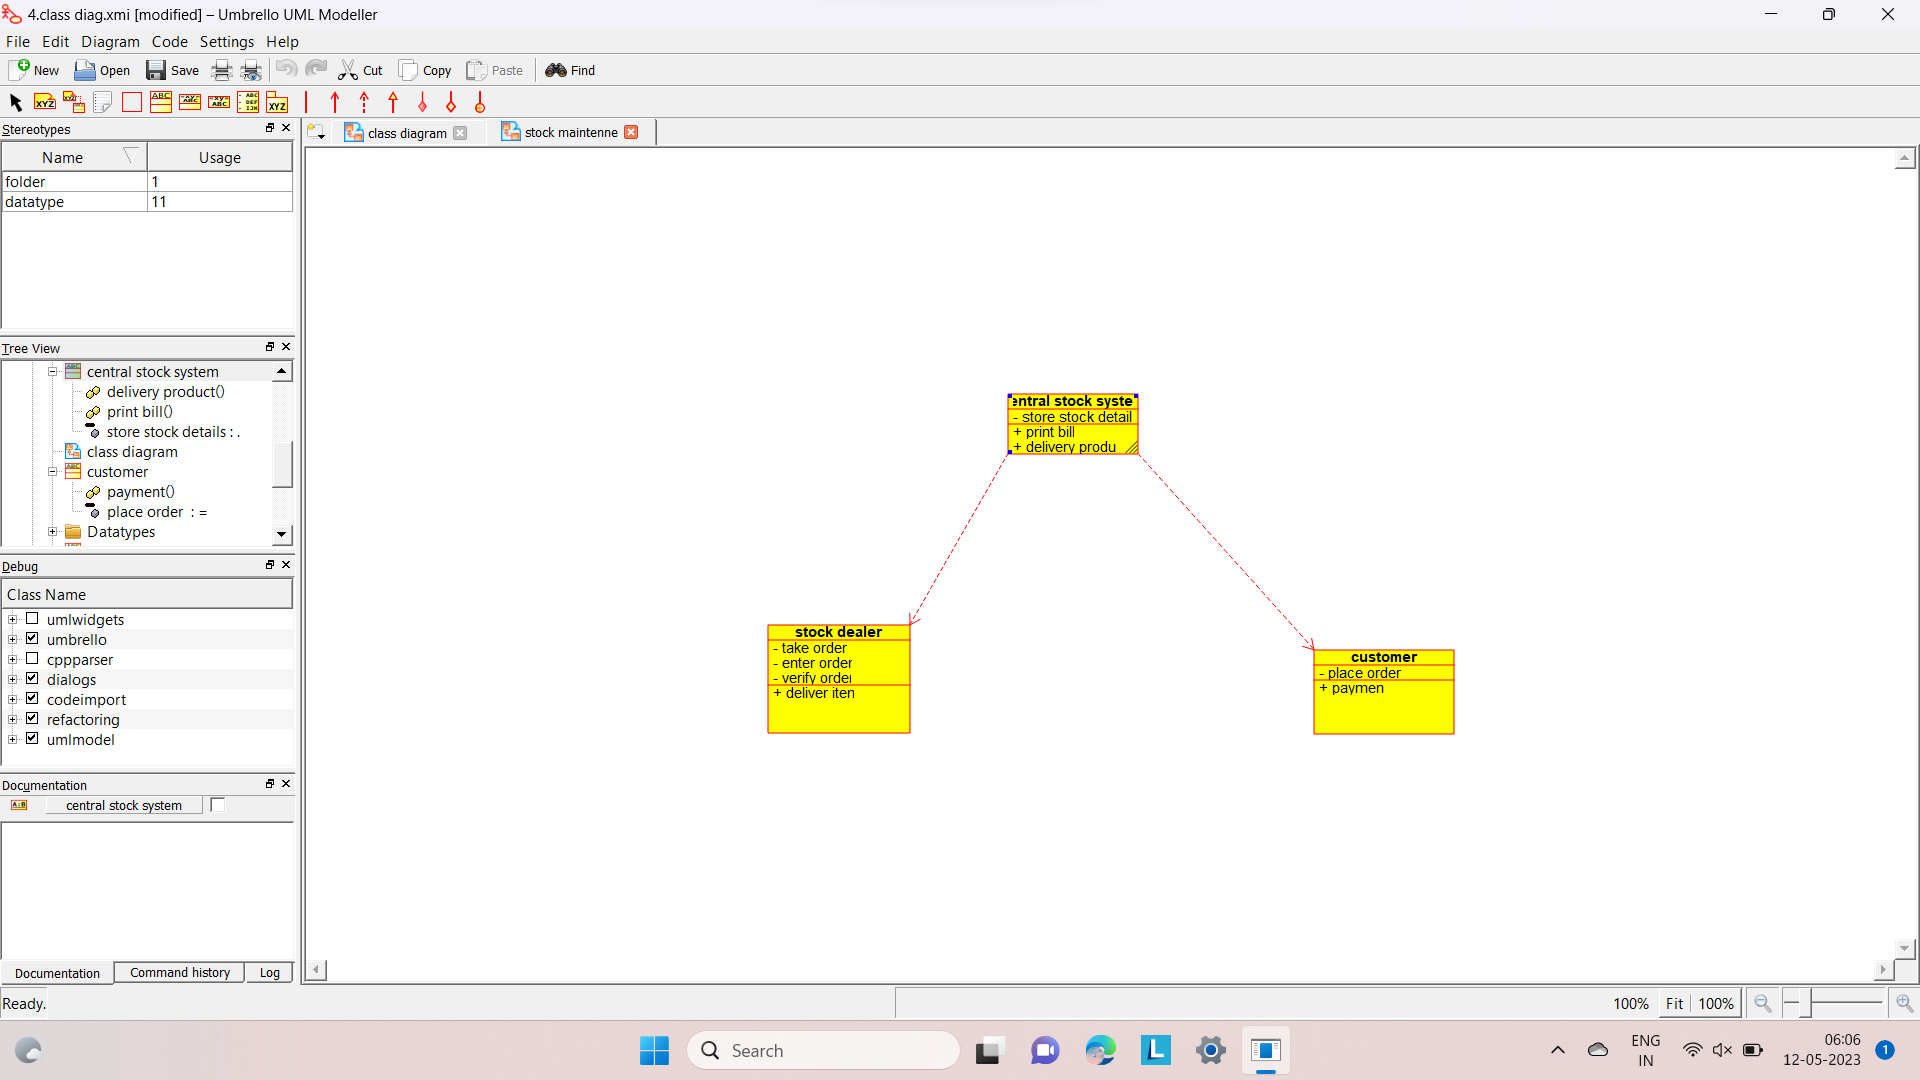 4.class diag.xmi [modified] – Umbrello UML Modeller
File Edit Diagram Code Settings Help
New Open Save Cut Copy Paste Find
Stereotypes
class diagram
stock maintenne
Name Usage
folder 1
datatype 11
Tree View
central stock system
delivery product()
print bill()
store stock details : .
class diagram
customer
payment()
place order : =
Datatypes
entral stock syste
- store stock detail
+ print bill
+ delivery produ
stock dealer
- take order
- enter order
- verify order
+ deliver iten
customer
- place order
+ paymen
Debug
Class Name
umlwidgets
umbrello
cppparser
dialogs
codeimport
refactoring
umlmodel
Documentation
central stock system
Documentation Command history Log
Ready.
100% Fit 100%
Search
ENG
IN
06:06
12-05-2023
1